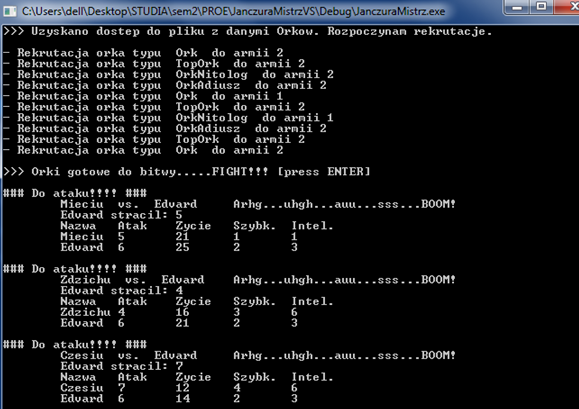 C:\Users\dell\Desktop\STUDIA\sem2\PROE\JanczuraMistrzVS\Debug\JanczuraMistrz.exe
>>> Uzyskano dostep do pliku z danymi Orkow. Rozpoczynam rekrutacje.
- Rekrutacja orka typu Ork do armii 2
- Rekrutacja orka typu TopOrk do armii 2
- Rekrutacja orka typu OrkNitolog do armii 2
- Rekrutacja orka typu OrkAdiusz do armii 2
- Rekrutacja orka typu Ork do armii 1
- Rekrutacja orka typu TopOrk do armii 2
- Rekrutacja orka typu OrkNitolog do armii 1
- Rekrutacja orka typu OrkAdiusz do armii 2
- Rekrutacja orka typu TopOrk do armii 2
- Rekrutacja orka typu Ork do armii 2
>>> Orki gotowe do bitwy.....FIGHT!!! [press ENTER]
### Do ataku!!!! ###
Mieciu vs. Edvard Arhg...uhgh...auu...sss...BOOM!
Edvard stracil: 5
Nazwa Atak Zycie Szybk. Intel.
Mieciu 5 21 1 1
Edvard 6 25 2 3
### Do ataku!!!! ###
Zdzichu vs. Edvard Arhg...uhgh...auu...sss...BOOM!
Edvard stracil: 4
Nazwa Atak Zycie Szybk. Intel.
Zdzichu 4 16 3 6
Edvard 6 21 2 3
### Do ataku!!!! ###
Czesiu vs. Edvard Arhg...uhgh...auu...sss...BOOM!
Edvard stracil: 7
Nazwa Atak Zycie Szybk. Intel.
Czesiu 7 12 4 6
Edvard 6 14 2 3